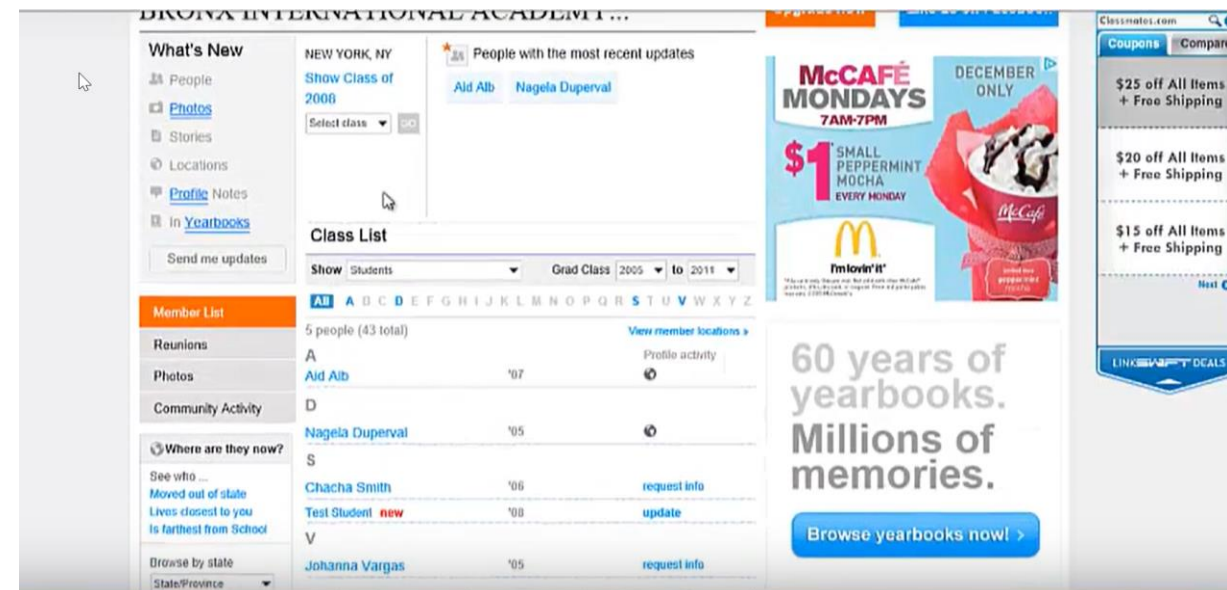 BRONX INTERNATIONAL ACADEMY...
What's New
People
Photos
Stories
Locations
Profile Notes
In Yearbooks
Send me updates
Member List
Reunions
Photos
Community Activity
Where are they now?
See who ...
Moved out of state
Lives closest to you
Is farthest from School
Browse by state
State/Province
NEW YORK, NY
Show Class of
2008
Select class GO
People with the most recent updates
Aid Alb Nagela Duperval
Class List
Show Students Grad Class 2005 to 2011
All A B C D E F G H I J K L M N O P Q R S T U V W X Y Z
5 people (43 total) View member locations »
A Profile activity
Aid Alb '07
D
Nagela Duperval '05
S
Chacha Smith '06 request info
Test Student new '08 update
V
Johanna Vargas '05 request info
Upgrade now
Like us on Facebook
McCAFÉ
MONDAYS
7AM-7PM
DECEMBER
ONLY
$1 SMALL
PEPPERMINT
MOCHA
EVERY MONDAY
McCafé
i'm lovin' it
60 years of
yearbooks.
Millions of
memories.
Browse yearbooks now! >
Classmates.com
Coupons Compare
$25 off All Items
+ Free Shipping
$20 off All Items
+ Free Shipping
$15 off All Items
+ Free Shipping
Next
LINKSWIFT DEALS